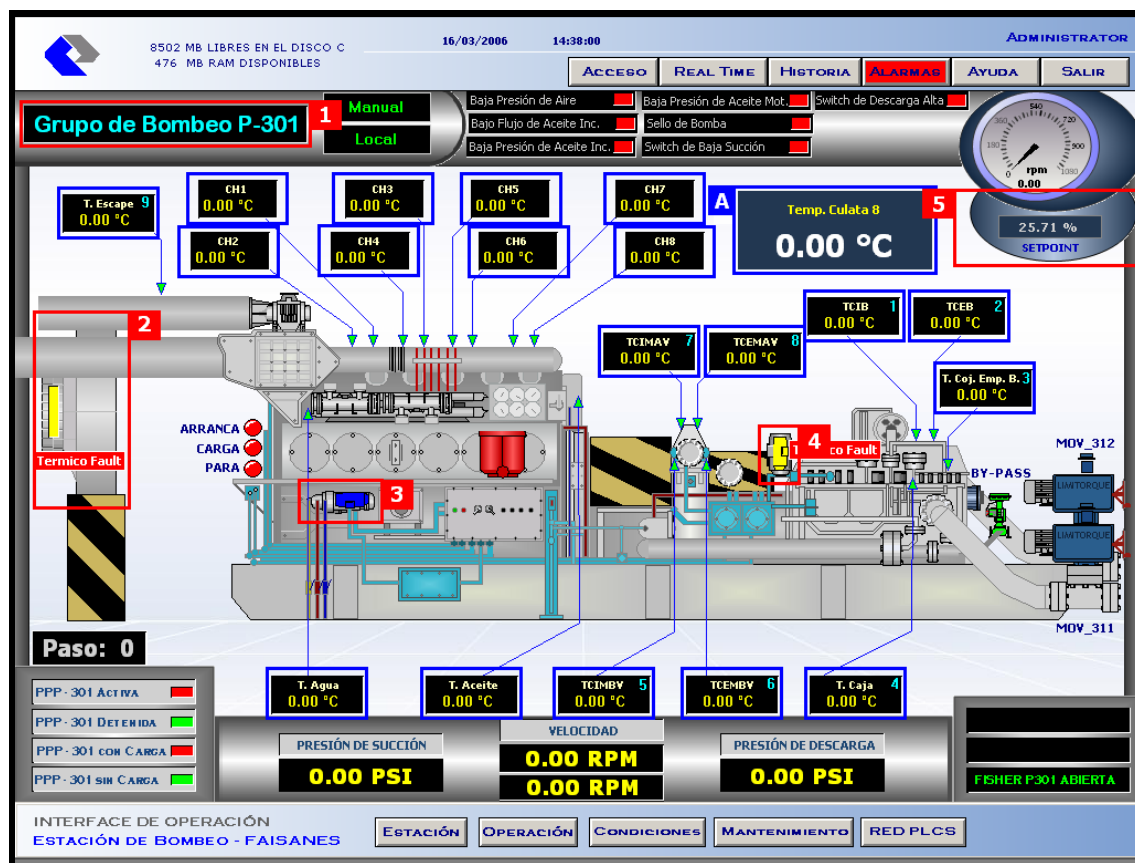 8502 MB LIBRES EN EL DISCO C
476 MB RAM DISPONIBLES
16/03/2006 14:38:00
ADMINISTRATOR
ACCESO REAL TIME HISTORIA ALARMAS AYUDA SALIR
Grupo de Bombeo P-301 1
Manual
Local
Baja Presión de Aire
Baja Presión de Aceite Mot.
Switch de Descarga Alta
Bajo Flujo de Aceite Inc.
Sello de Bomba
Baja Presión de Aceite Inc.
Switch de Baja Succión
0 180 360 540 720 900 1080
rpm
0.00
5
25.71 %
SETPOINT
T. Escape 9
0.00 °C
CH1
0.00 °C
CH3
0.00 °C
CH5
0.00 °C
CH7
0.00 °C
CH2
0.00 °C
CH4
0.00 °C
CH6
0.00 °C
CH8
0.00 °C
A
Temp. Culata 8
0.00 °C
TCIB 1
0.00 °C
TCEB 2
0.00 °C
TCIMAV 7
0.00 °C
TCEMAV 8
0.00 °C
T. Coj. Emp. B. 3
0.00 °C
2
Termico Fault
ARRANCA
CARGA
PARA
3
4
T mico Fault
BY-PASS
MOV_312
LIMITORQUE
LIMITORQUE
MOV_311
Paso: 0
T. Agua
0.00 °C
T. Aceite
0.00 °C
TCIMBV 5
0.00 °C
TCEMBV 6
0.00 °C
T. Caja 4
0.00 °C
PPP - 301 ACTIVA
PPP - 301 DETENIDA
PPP - 301 CON CARGA
PPP - 301 SIN CARGA
PRESIÓN DE SUCCIÓN
0.00 PSI
VELOCIDAD
0.00 RPM
0.00 RPM
PRESIÓN DE DESCARGA
0.00 PSI
FISHER P301 ABIERTA
INTERFACE DE OPERACIÓN
ESTACIÓN DE BOMBEO - FAISANES
ESTACIÓN OPERACIÓN CONDICIONES MANTENIMIENTO RED PLCS